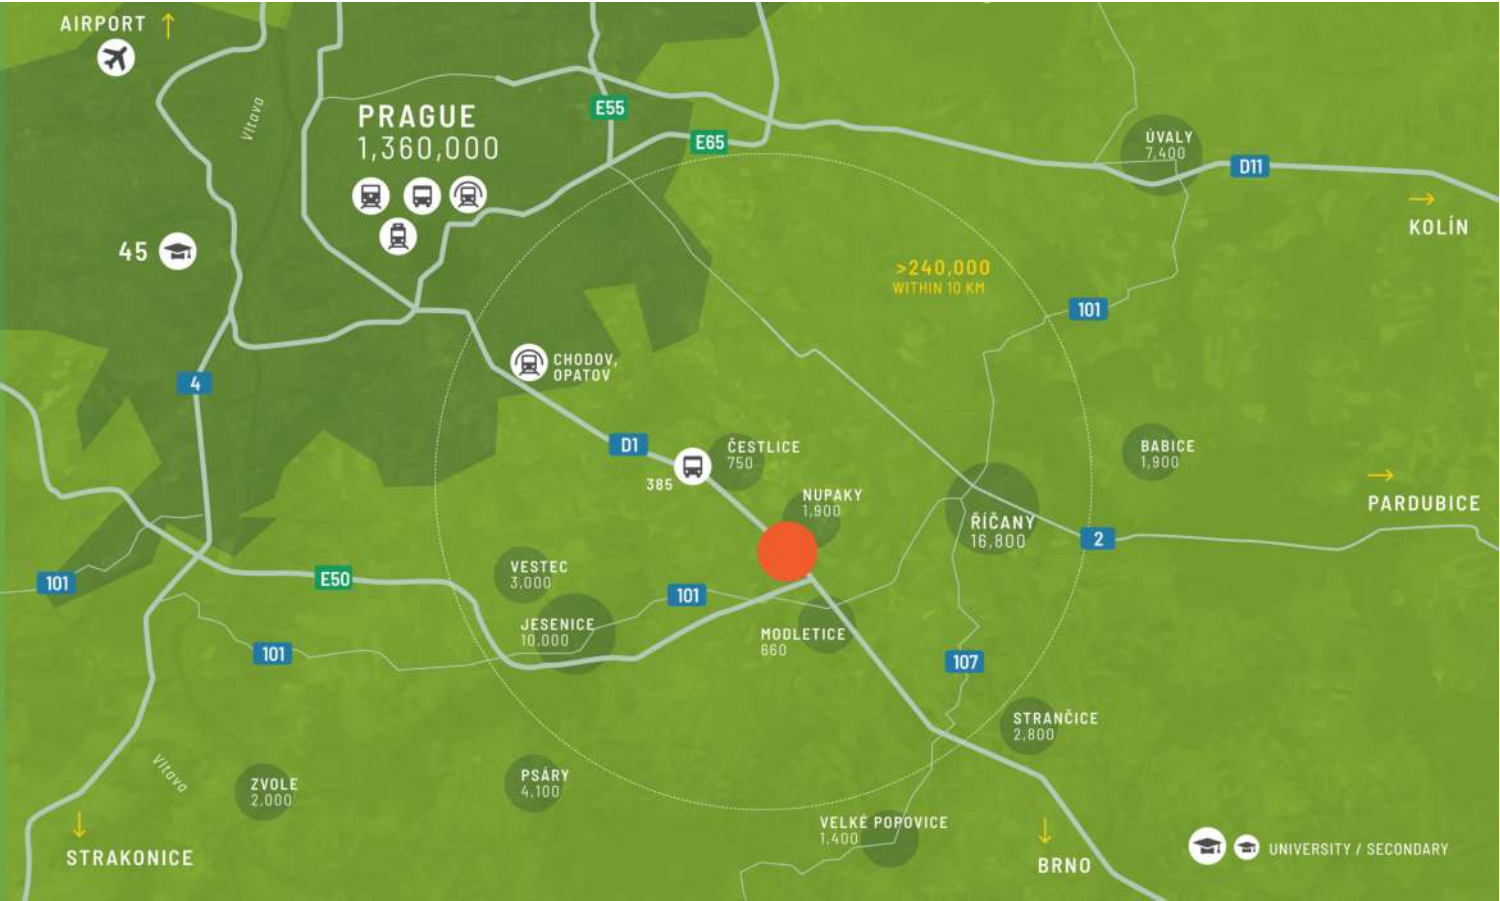 AIRPORT
Vltava
PRAGUE
1,360,000
E55
E65
ÚVALY
7,400
D11
KOLÍN
45
>240,000
WITHIN 10 KM
101
CHODOV,
OPATOV
4
D1
385
ČESTLICE
750
NUPAKY
1,900
BABICE
1,900
PARDUBICE
ŘÍČANY
16,800
2
101
E50
VESTEC
3,000
101
JESENICE
10,000
MODLETICE
660
101
107
STRANČICE
2,800
Vltava
ZVOLE
2,000
PSÁRY
4,100
VELKÉ POPOVICE
1,400
STRAKONICE
BRNO
UNIVERSITY / SECONDARY